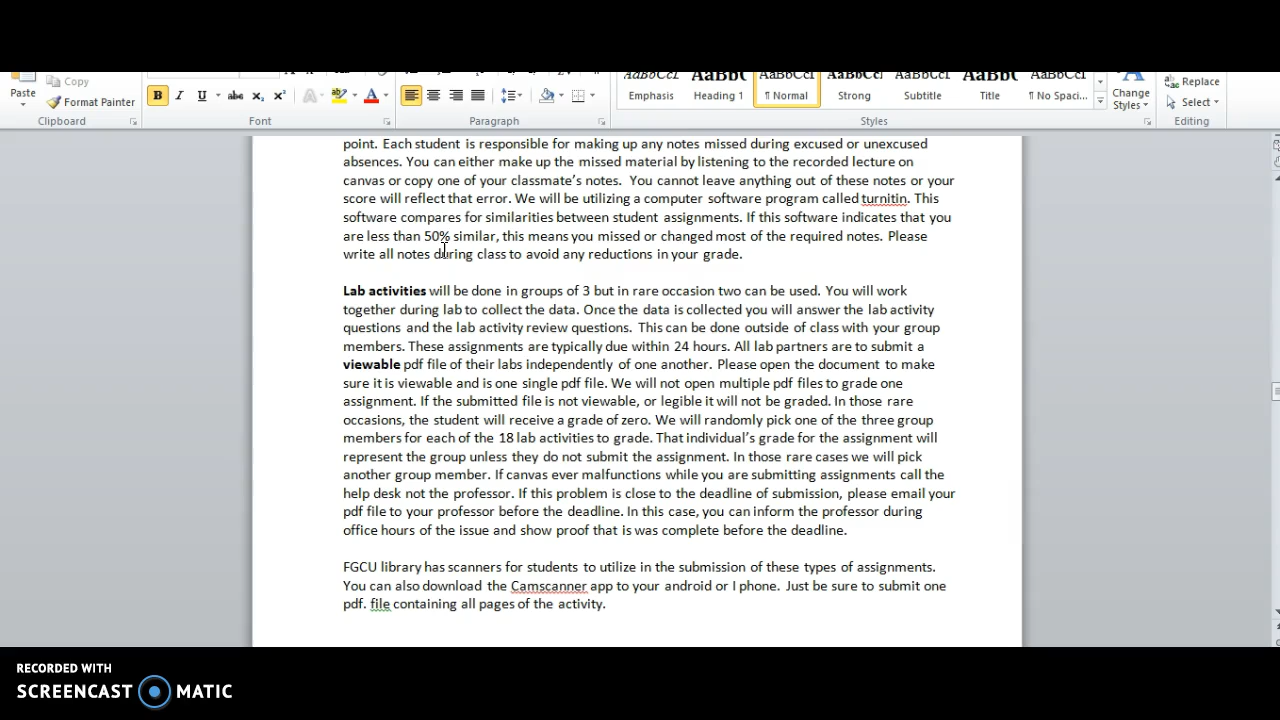 Copy
Paste
Format Painter
Clipboard
B I U abc x₂ x² A ab A
Font
Paragraph
AaBbCcI AaBbC AaBbCcI AaBbCcI AaBbCcI AaBbC AaBbCcI
Emphasis Heading 1 ¶ Normal Strong Subtitle Title ¶ No Spaci...
Styles
Change
Styles
Replace
Select
Editing
point. Each student is responsible for making up any notes missed during excused or unexcused
absences. You can either make up the missed material by listening to the recorded lecture on
canvas or copy one of your classmate's notes. You cannot leave anything out of these notes or your
score will reflect that error. We will be utilizing a computer software program called turnitin. This
software compares for similarities between student assignments. If this software indicates that you
are less than 50% similar, this means you missed or changed most of the required notes. Please
write all notes during class to avoid any reductions in your grade.
Lab activities will be done in groups of 3 but in rare occasion two can be used. You will work
together during lab to collect the data. Once the data is collected you will answer the lab activity
questions and the lab activity review questions. This can be done outside of class with your group
members. These assignments are typically due within 24 hours. All lab partners are to submit a
viewable pdf file of their labs independently of one another. Please open the document to make
sure it is viewable and is one single pdf file. We will not open multiple pdf files to grade one
assignment. If the submitted file is not viewable, or legible it will not be graded. In those rare
occasions, the student will receive a grade of zero. We will randomly pick one of the three group
members for each of the 18 lab activities to grade. That individual's grade for the assignment will
represent the group unless they do not submit the assignment. In those rare cases we will pick
another group member. If canvas ever malfunctions while you are submitting assignments call the
help desk not the professor. If this problem is close to the deadline of submission, please email your
pdf file to your professor before the deadline. In this case, you can inform the professor during
office hours of the issue and show proof that is was complete before the deadline.
FGCU library has scanners for students to utilize in the submission of these types of assignments.
You can also download the Camscanner app to your android or I phone. Just be sure to submit one
pdf. file containing all pages of the activity.
RECORDED WITH
SCREENCAST MATIC